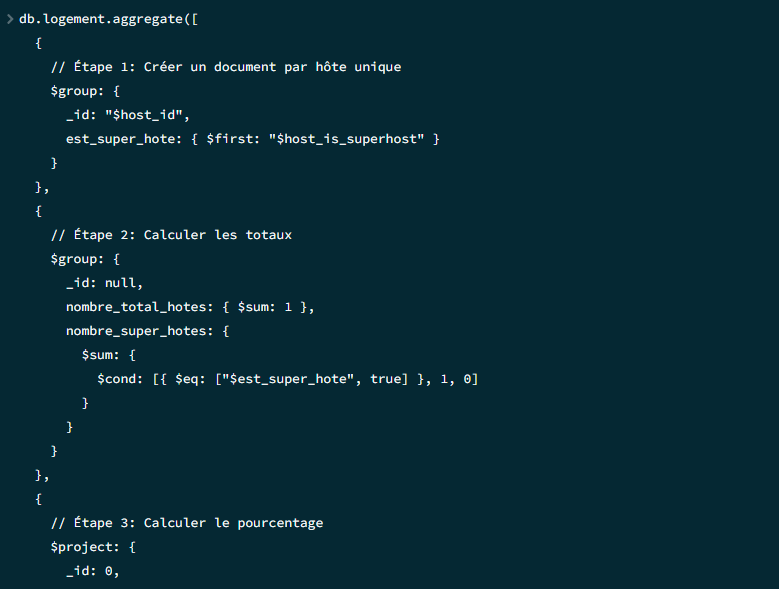 > db.logement.aggregate([
{
// Étape 1: Créer un document par hôte unique
$group: {
_id: "$host_id",
est_super_hote: { $first: "$host_is_superhost" }
}
},
{
// Étape 2: Calculer les totaux
$group: {
_id: null,
nombre_total_hotes: { $sum: 1 },
nombre_super_hotes: {
$sum: {
$cond: [{ $eq: ["$est_super_hote", true] }, 1, 0]
}
}
}
},
{
// Étape 3: Calculer le pourcentage
$project: {
_id: 0,